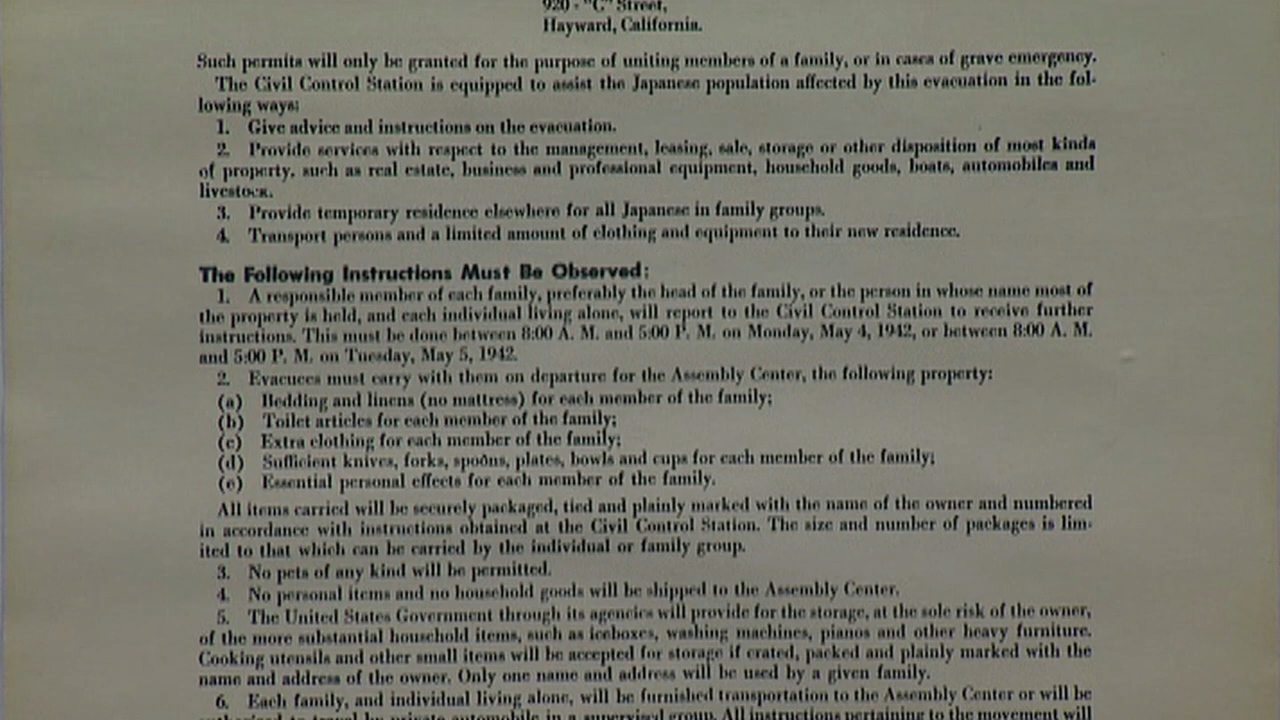 920 - "C" Street,
Hayward, California.
Such permits will only be granted for the purpose of uniting members of a family, or in cases of grave emergency.
The Civil Control Station is equipped to assist the Japanese population affected by this evacuation in the fol-
lowing ways:
1. Give advice and instructions on the evacuation.
2. Provide services with respect to the management, leasing, sale, storage or other disposition of most kinds
of property, such as real estate, business and professional equipment, household goods, boats, automobiles and
livestock.
3. Provide temporary residence elsewhere for all Japanese in family groups.
4. Transport persons and a limited amount of clothing and equipment to their new residence.
The Following Instructions Must Be Observed:
1. A responsible member of each family, preferably the head of the family, or the person in whose name most of
the property is held, and each individual living alone, will report to the Civil Control Station to receive further
instructions. This must be done between 8:00 A. M. and 5:00 P. M. on Monday, May 4, 1942, or between 8:00 A. M.
and 5:00 P. M. on Tuesday, May 5, 1942.
2. Evacuees must carry with them on departure for the Assembly Center, the following property:
(a) Bedding and linens (no mattress) for each member of the family;
(b) Toilet articles for each member of the family;
(c) Extra clothing for each member of the family;
(d) Sufficient knives, forks, spoons, plates, bowls and cups for each member of the family;
(e) Essential personal effects for each member of the family.
All items carried will be securely packaged, tied and plainly marked with the name of the owner and numbered
in accordance with instructions obtained at the Civil Control Station. The size and number of packages is lim-
ited to that which can be carried by the individual or family group.
3. No pets of any kind will be permitted.
4. No personal items and no household goods will be shipped to the Assembly Center.
5. The United States Government through its agencies will provide for the storage, at the sole risk of the owner,
of the more substantial household items, such as iceboxes, washing machines, pianos and other heavy furniture.
Cooking utensils and other small items will be accepted for storage if crated, packed and plainly marked with the
name and address of the owner. Only one name and address will be used by a given family.
6. Each family, and individual living alone, will be furnished transportation to the Assembly Center or will be
authorized to travel by private automobile in a supervised group. All instructions pertaining to the movement will